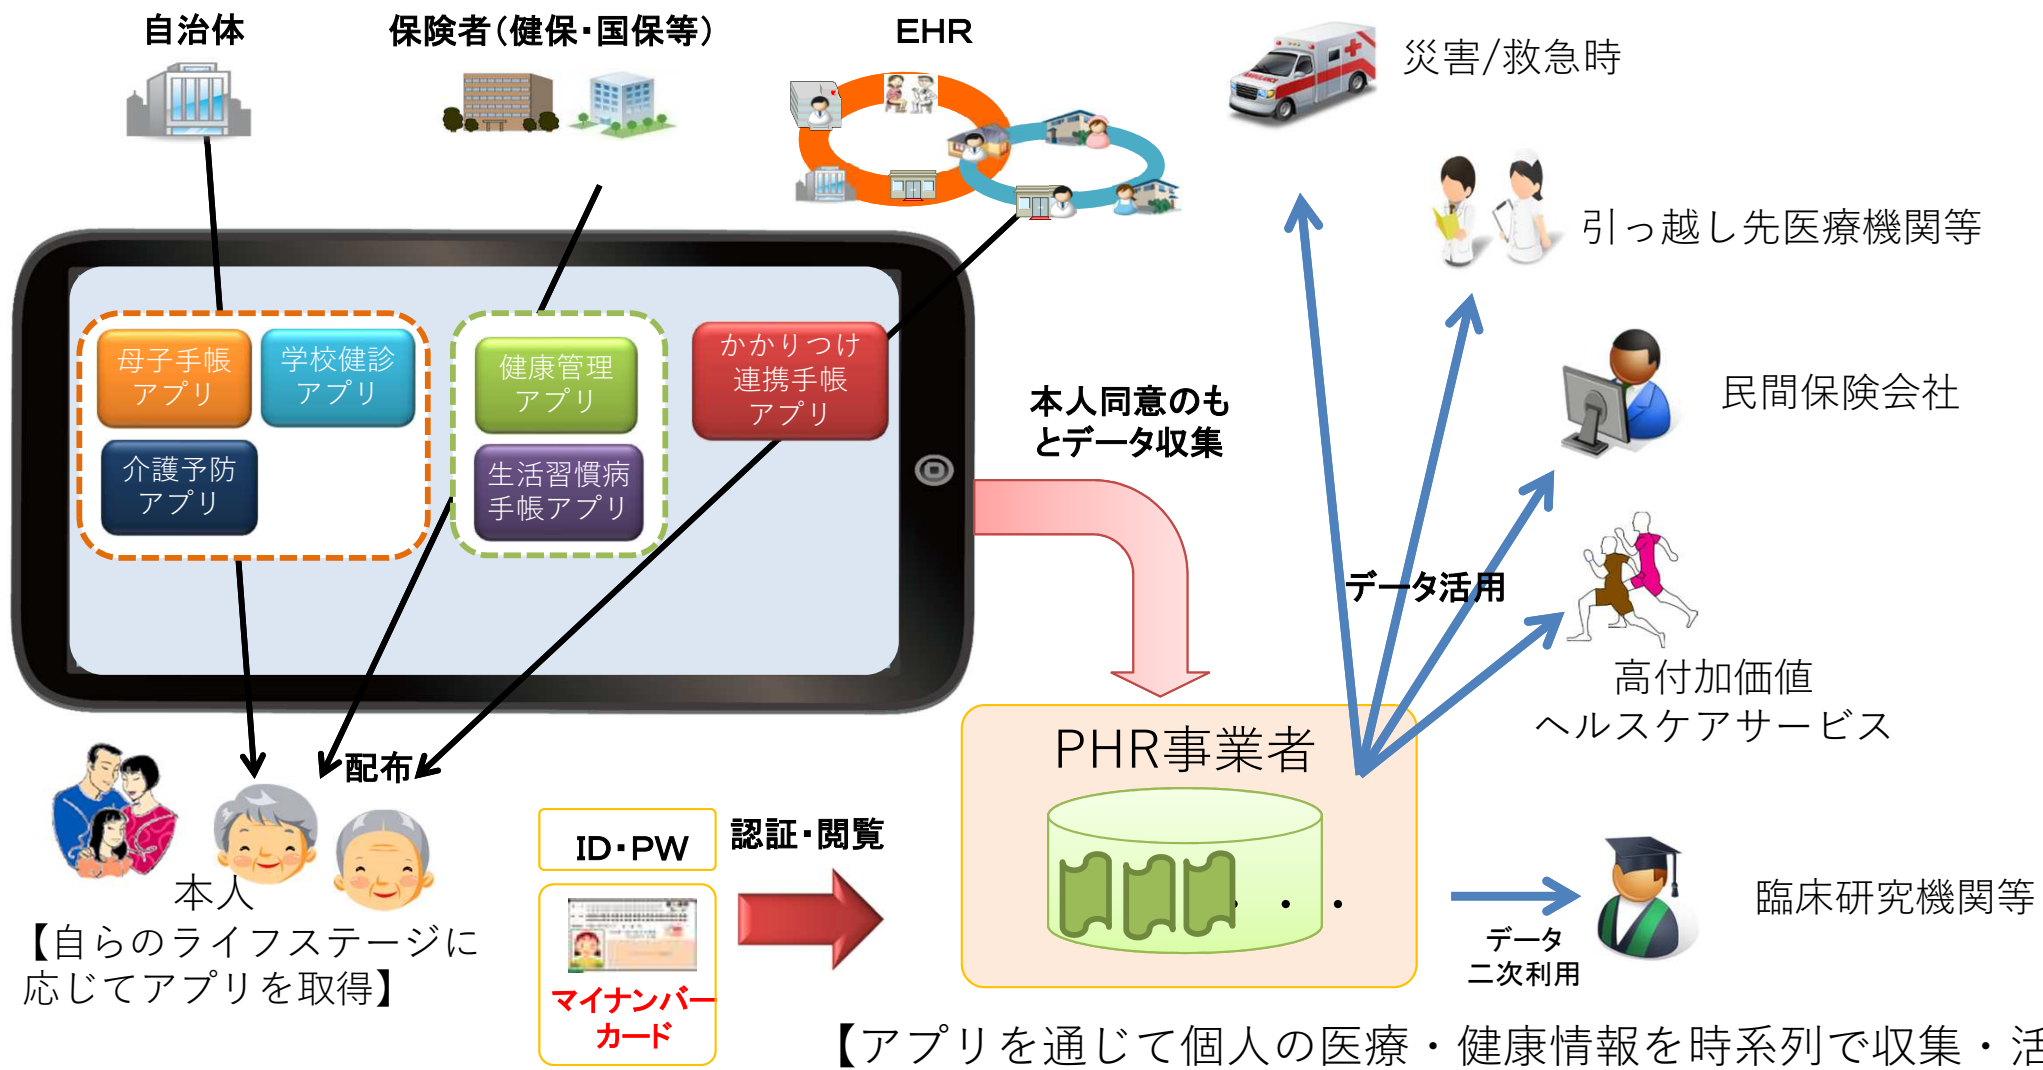 自治体
保険者（健保・国保等）
EHR
災害/救急時
引っ越し先医療機関等
民間保険会社
母子手帳
アプリ
学校健診
アプリ
介護予防
アプリ
健康管理
アプリ
生活習慣病
手帳アプリ
かかりつけ
連携手帳
アプリ
本人同意のも
とデータ収集
データ活用
高付加価値
ヘルスケアサービス
配布
本人
【自らのライフステージに
応じてアプリを取得】
ID・PW
マイナンバー
カード
認証・閲覧
PHR事業者
・・・
データ
二次利用
臨床研究機関等
【アプリを通じて個人の医療・健康情報を時系列で収集・活